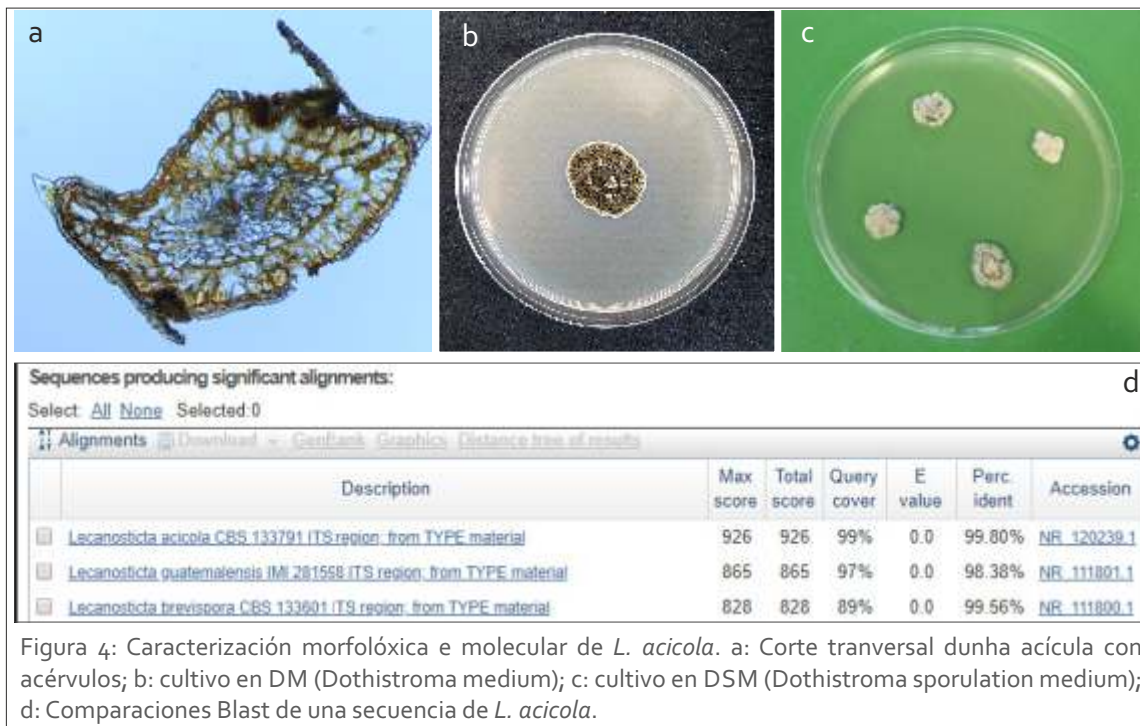 a
b
c
Sequences producing significant alignments:
d
Select: All None Selected:0
Alignments Download GenBank Graphics Distance tree of results
Description Max score Total score Query cover E value Perc. ident Accession
Lecanosticta acicola CBS 133791 ITS region; from TYPE material 926 926 99% 0.0 99.80% NR_120239.1
Lecanosticta guatemalensis IMI 281558 ITS region; from TYPE material 865 865 97% 0.0 98.38% NR_111801.1
Lecanosticta brevispora CBS 133601 ITS region; from TYPE material 828 828 89% 0.0 99.56% NR_111800.1
Figura 4: Caracterización morfolóxica e molecular de L. acicola. a: Corte tranversal dunha acícula con
acérvulos; b: cultivo en DM (Dothistroma medium); c: cultivo en DSM (Dothistroma sporulation medium);
d: Comparaciones Blast de una secuencia de L. acicola.